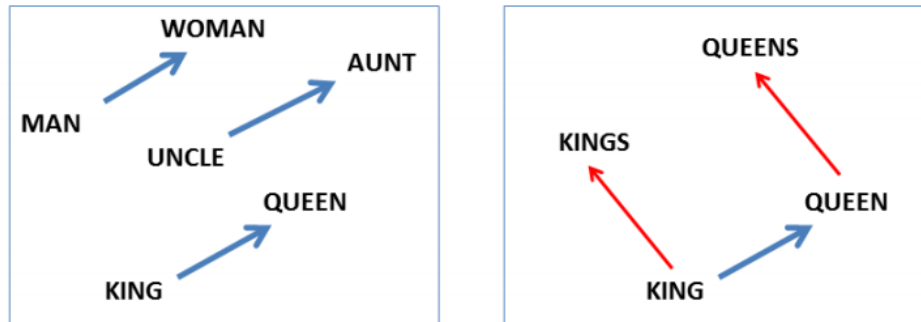 WOMAN
AUNT
MAN
UNCLE
QUEEN
KING
QUEENS
KINGS
QUEEN
KING